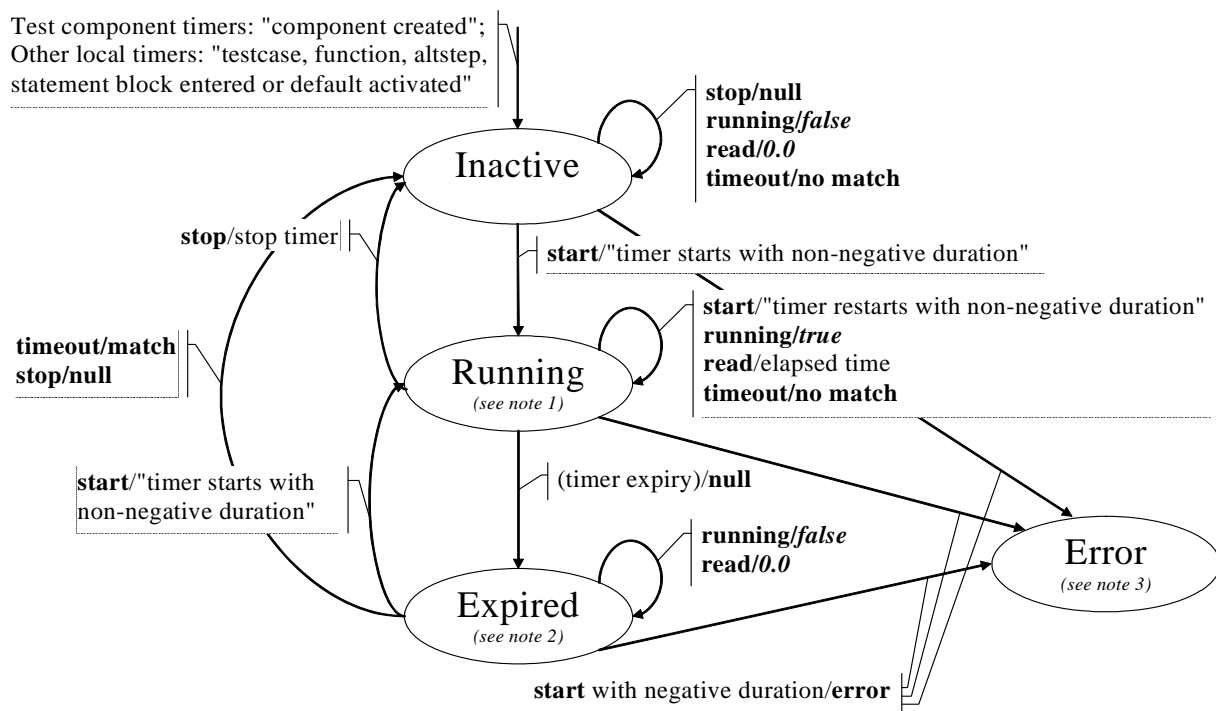 Test component timers: "component created";
Other local timers: "testcase, function, altstep,
statement block entered or default activated"
stop/null
running/false
read/0.0
timeout/no match
Inactive
stop/stop timer
start/"timer starts with non-negative duration"
start/"timer restarts with non-negative duration"
running/true
read/elapsed time
timeout/no match
timeout/match
stop/null
Running
(see note 1)
start/"timer starts with
non-negative duration"
(timer expiry)/null
running/false
read/0.0
Error
(see note 3)
Expired
(see note 2)
start with negative duration/error